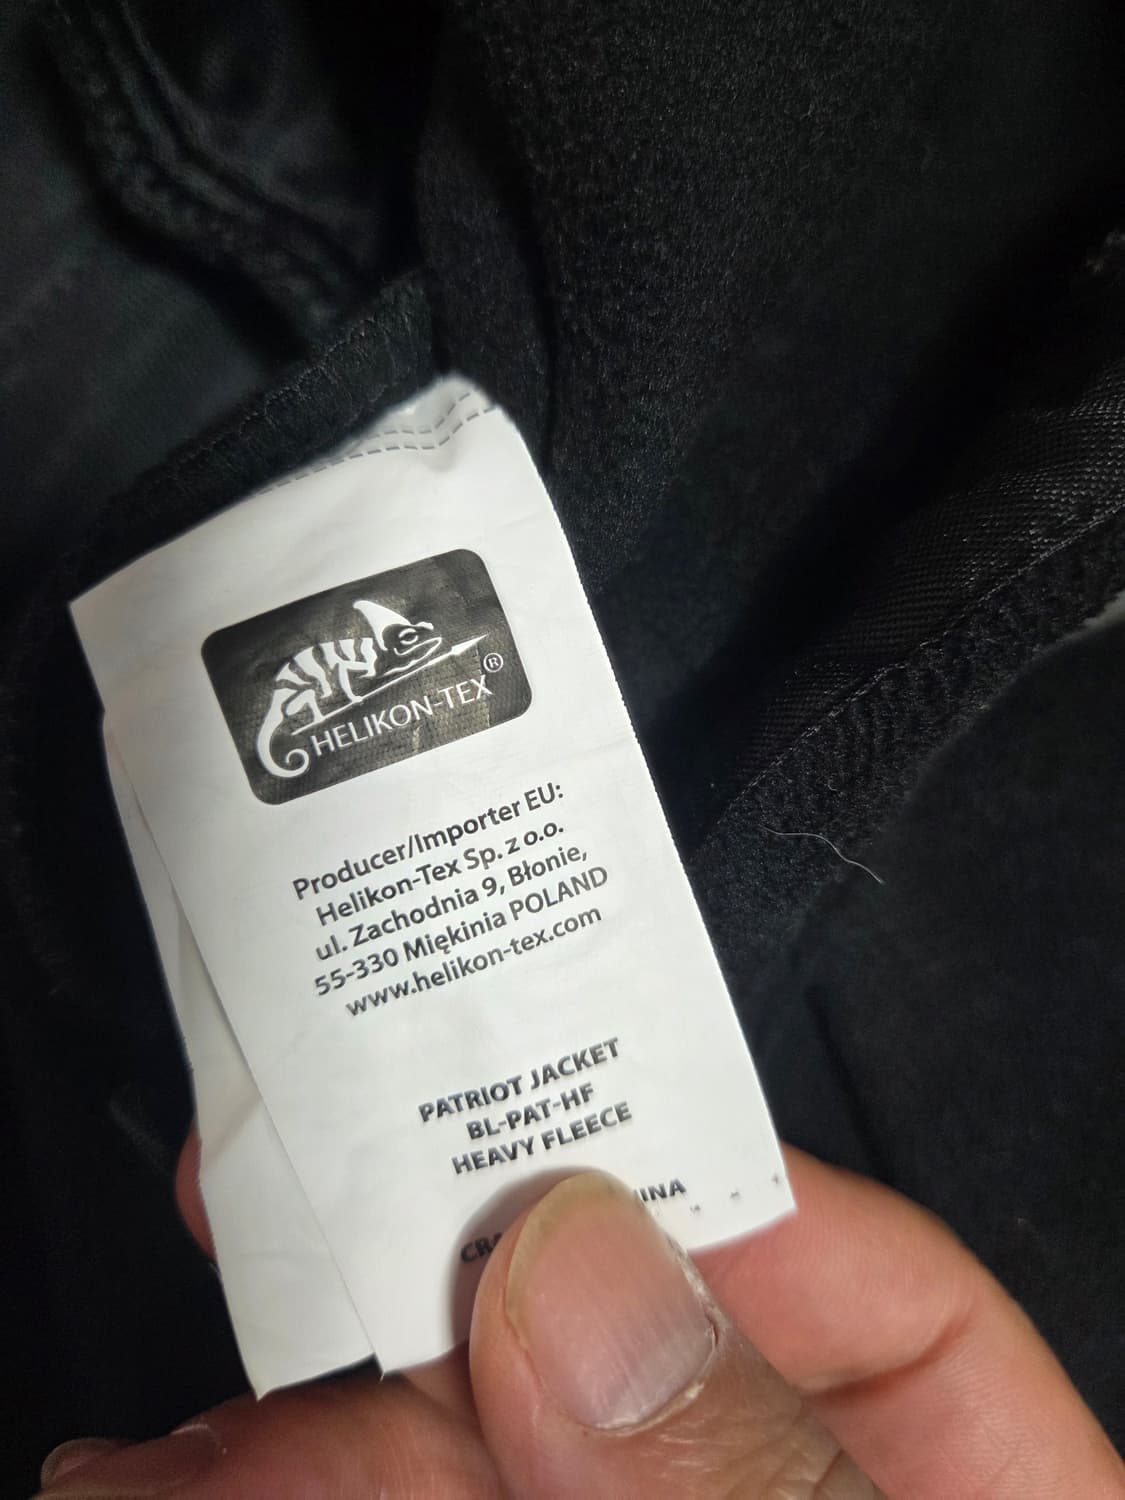 HELIKON-TEX®
Producer/Importer EU:
Helikon-Tex Sp. z o.o.
ul. Zachodnia 9, Błonie,
55-330 Miękinia POLAND
www.helikon-tex.com
PATRIOT JACKET
BL-PAT-HF
HEAVY FLEECE